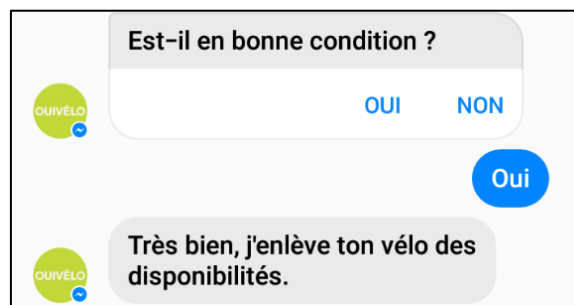 Est-il en bonne condition ?
OUIVÉLO
OUI NON
Oui
Très bien, j'enlève ton vélo des
disponibilités.
OUIVÉLO